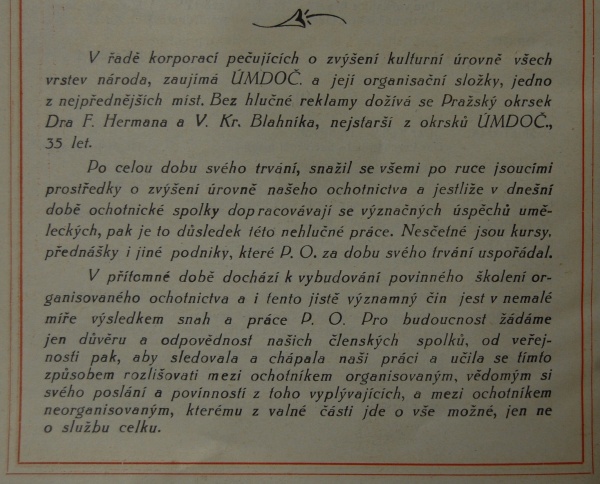 V řadě korporací pečujících o zvýšení kulturní úrovně všech
vrstev národa, zaujímá ÚMDOČ. a její organisační složky, jedno
z nejpřednějších míst. Bez hlučné reklamy dožívá se Pražský okrsek
Dra F. Hermana a V. Kr. Blahníka, nejstarší z okrsků ÚMDOČ.,
35 let.
Po celou dobu svého trvání, snažil se všemi po ruce jsoucími
prostředky o zvýšení úrovně našeho ochotnictva a jestliže v dnešní
době ochotnické spolky dopracovávají se význačných úspěchů umě-
leckých, pak je to důsledek této nehlučné práce. Nesčetné jsou kursy,
přednášky i jiné podniky, které P. O. za dobu svého trvání uspořádal.
V přítomné době dochází k vybudování povinného školení or-
ganisovaného ochotnictva a i tento jistě významný čin jest v nemalé
míře výsledkem snah a práce P. O. Pro budoucnost žádáme
jen důvěru a odpovědnost našich členských spolků, od veřej-
nosti pak, aby sledovala a chápala naši práci a učila se tímto
způsobem rozlišovati mezi ochotníkem organisovaným, vědomým si
svého poslání a povinností z toho vyplývajících, a mezi ochotníkem
neorganisovaným, kterému z valné části jde o vše možné, jen ne
o službu celku.